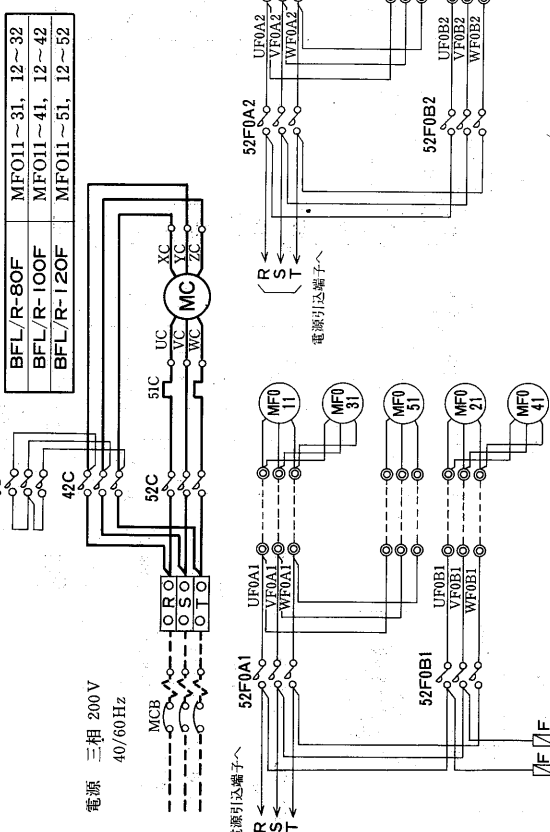 BFL/R-80F MFO11~31, 12~32
BFL/R-100F MFO11~41, 12~42
BFL/R-120F MFO11~51, 12~52
電源 三相 200V
40/60Hz
MCB
R
S
T
42C
52C
51C
UC
VC
WC
MC
XC
YC
ZC
R
S
T
52F0A1
UF0A1
VF0A1
WF0A1
MF0
11
MF0
31
MF0
51
52F0B1
UF0B1
VF0B1
WF0B1
MF0
21
MF0
41
F
F
電源引込端子へ
R
S
T
52F0A2
UF0A2
VF0A2
WF0A2
52F0B2
UF0B2
VF0B2
WF0B2